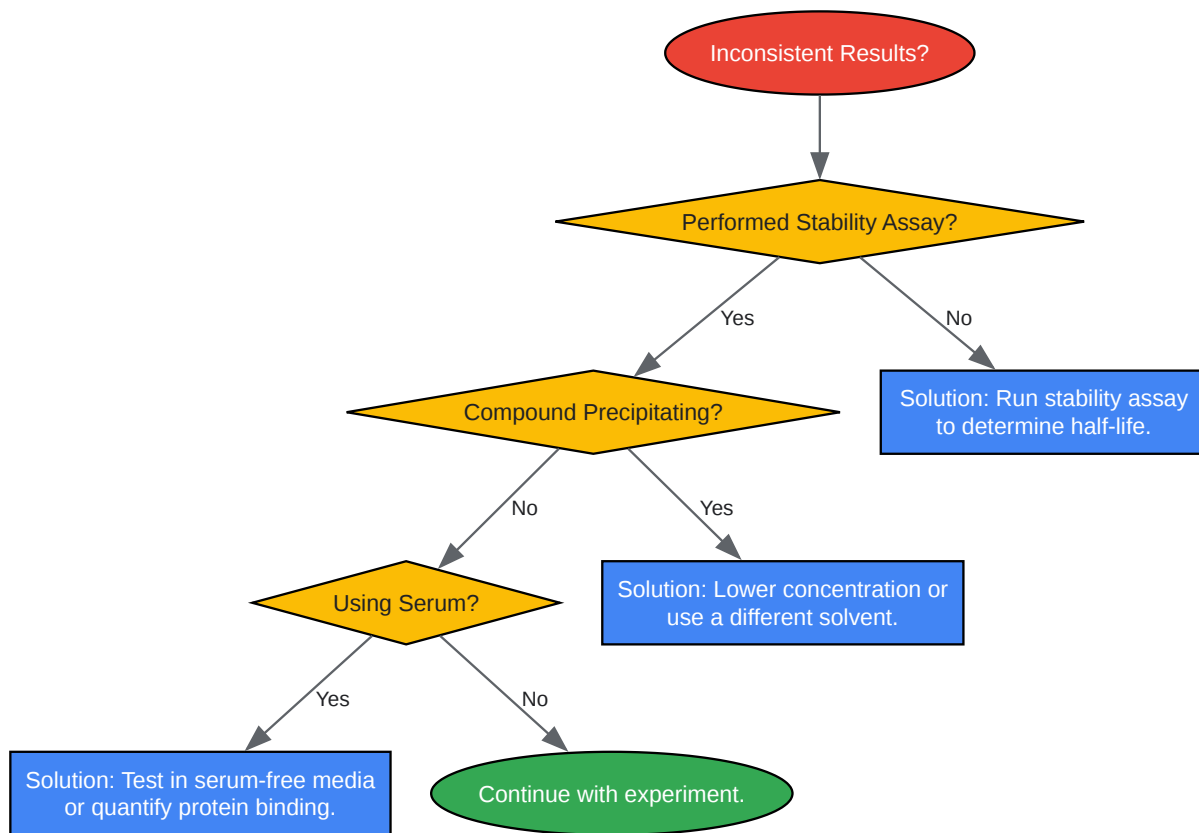 Inconsistent Results?
Performed Stability Assay?
Yes
No
Compound Precipitating?
Solution: Run stability assay
to determine half-life.
No
Yes
Using Serum?
Solution: Lower concentration or
use a different solvent.
Yes
No
Solution: Test in serum-free media
or quantify protein binding.
Continue with experiment.